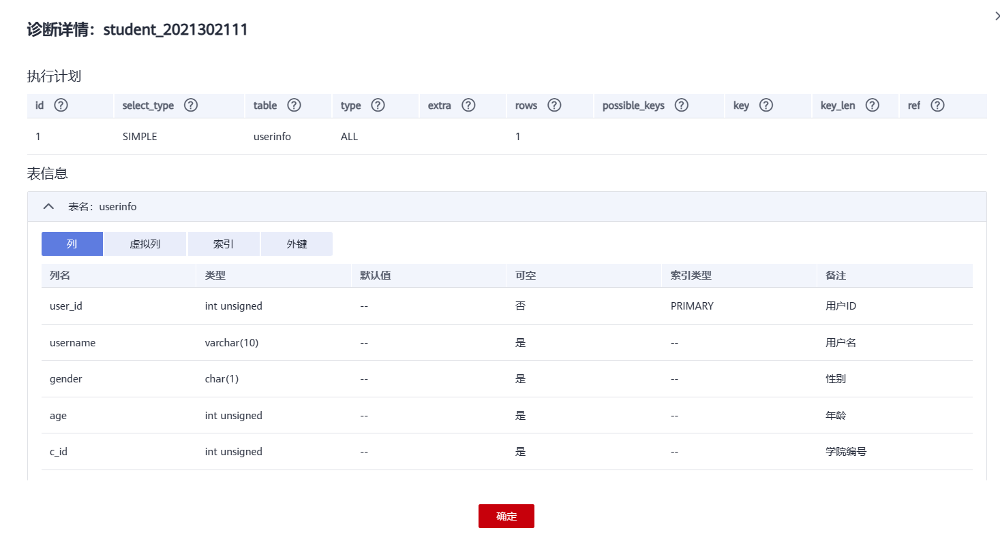 诊断详情：student_2021302111
执行计划
id ? select_type ? table ? type ? extra ? rows ? possible_keys ? key ? key_len ? ref ?
1 SIMPLE userinfo ALL 1
表信息
表名：userinfo
列 虚拟列 索引 外键
列名 类型 默认值 可空 索引类型 备注
user_id int unsigned -- 否 PRIMARY 用户ID
username varchar(10) -- 是 -- 用户名
gender char(1) -- 是 -- 性别
age int unsigned -- 是 -- 年龄
c_id int unsigned -- 是 -- 学院编号
确定